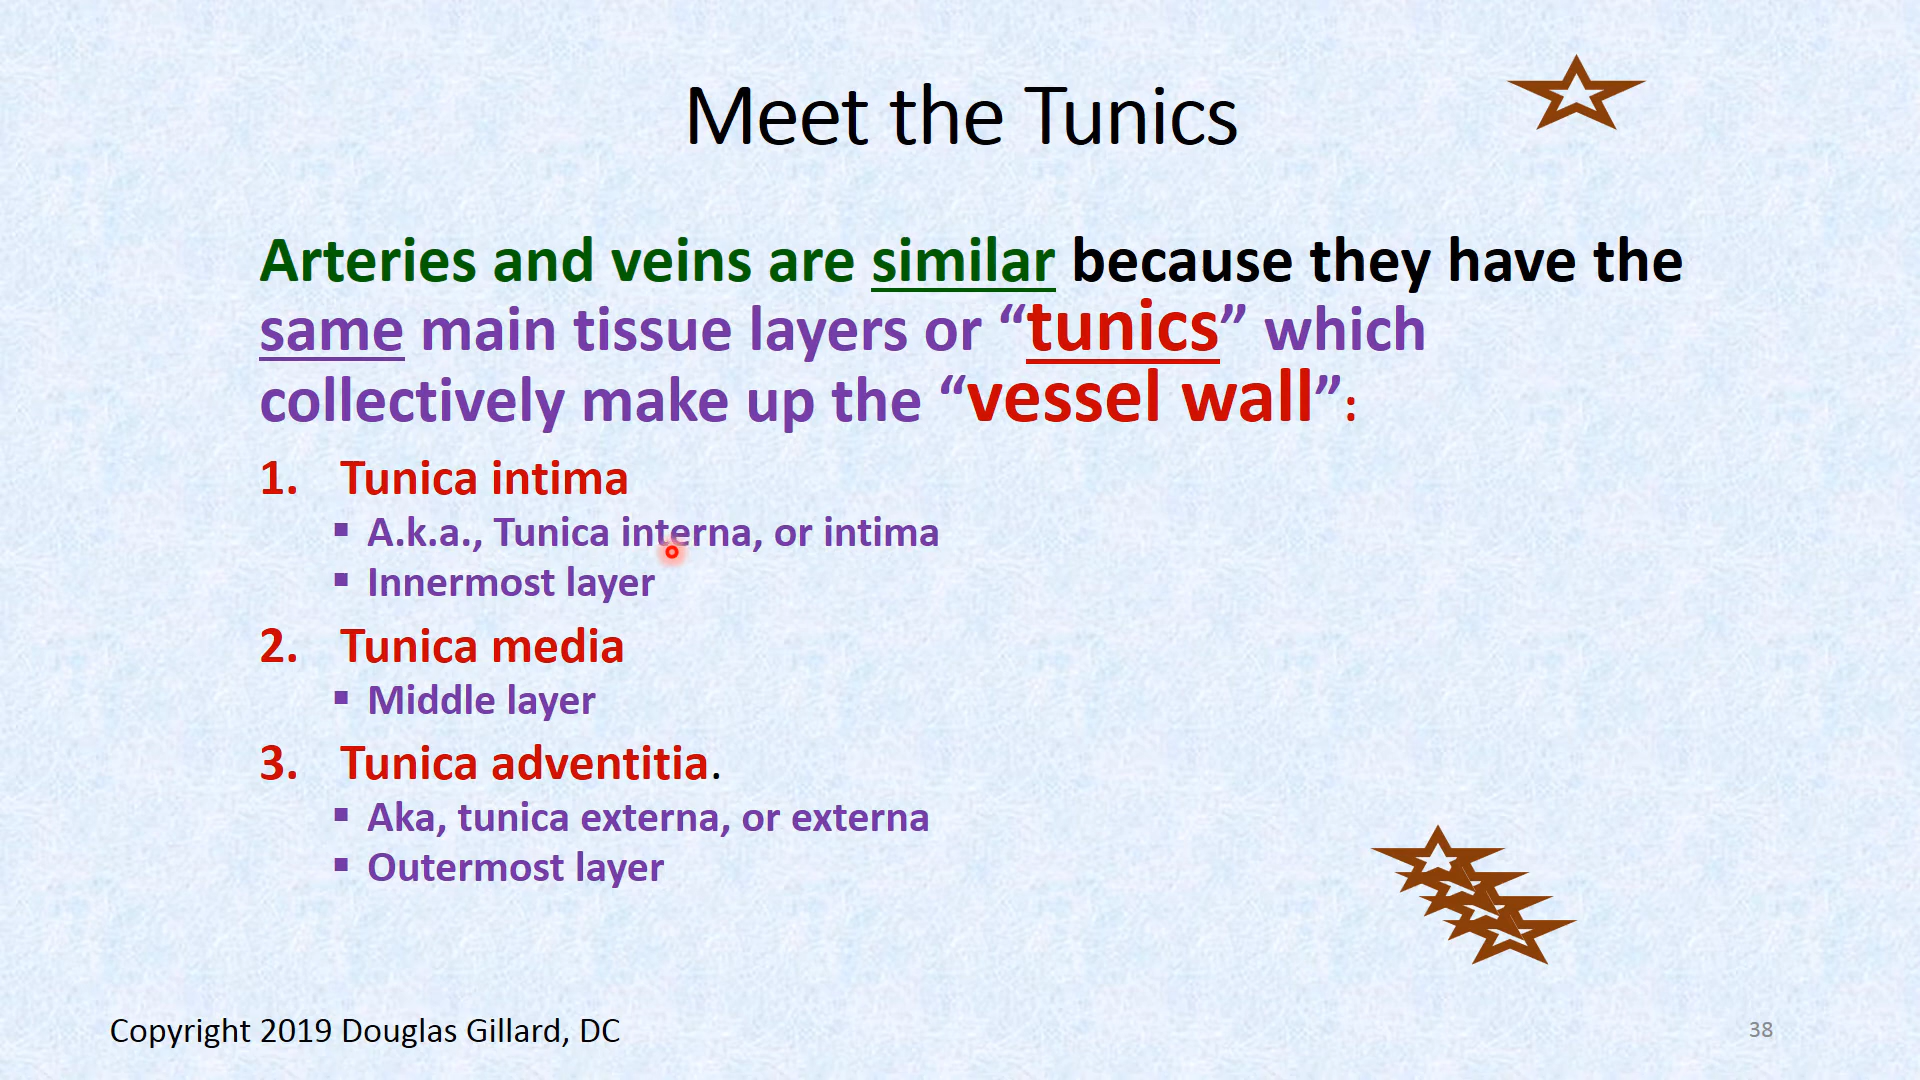 Meet the Tunics
Arteries and veins are similar because they have the
same main tissue layers or “tunics” which
collectively make up the “vessel wall”:
1. Tunica intima
▪ A.k.a., Tunica interna, or intima
▪ Innermost layer
2. Tunica media
▪ Middle layer
3. Tunica adventitia.
▪ Aka, tunica externa, or externa
▪ Outermost layer
Copyright 2019 Douglas Gillard, DC
38